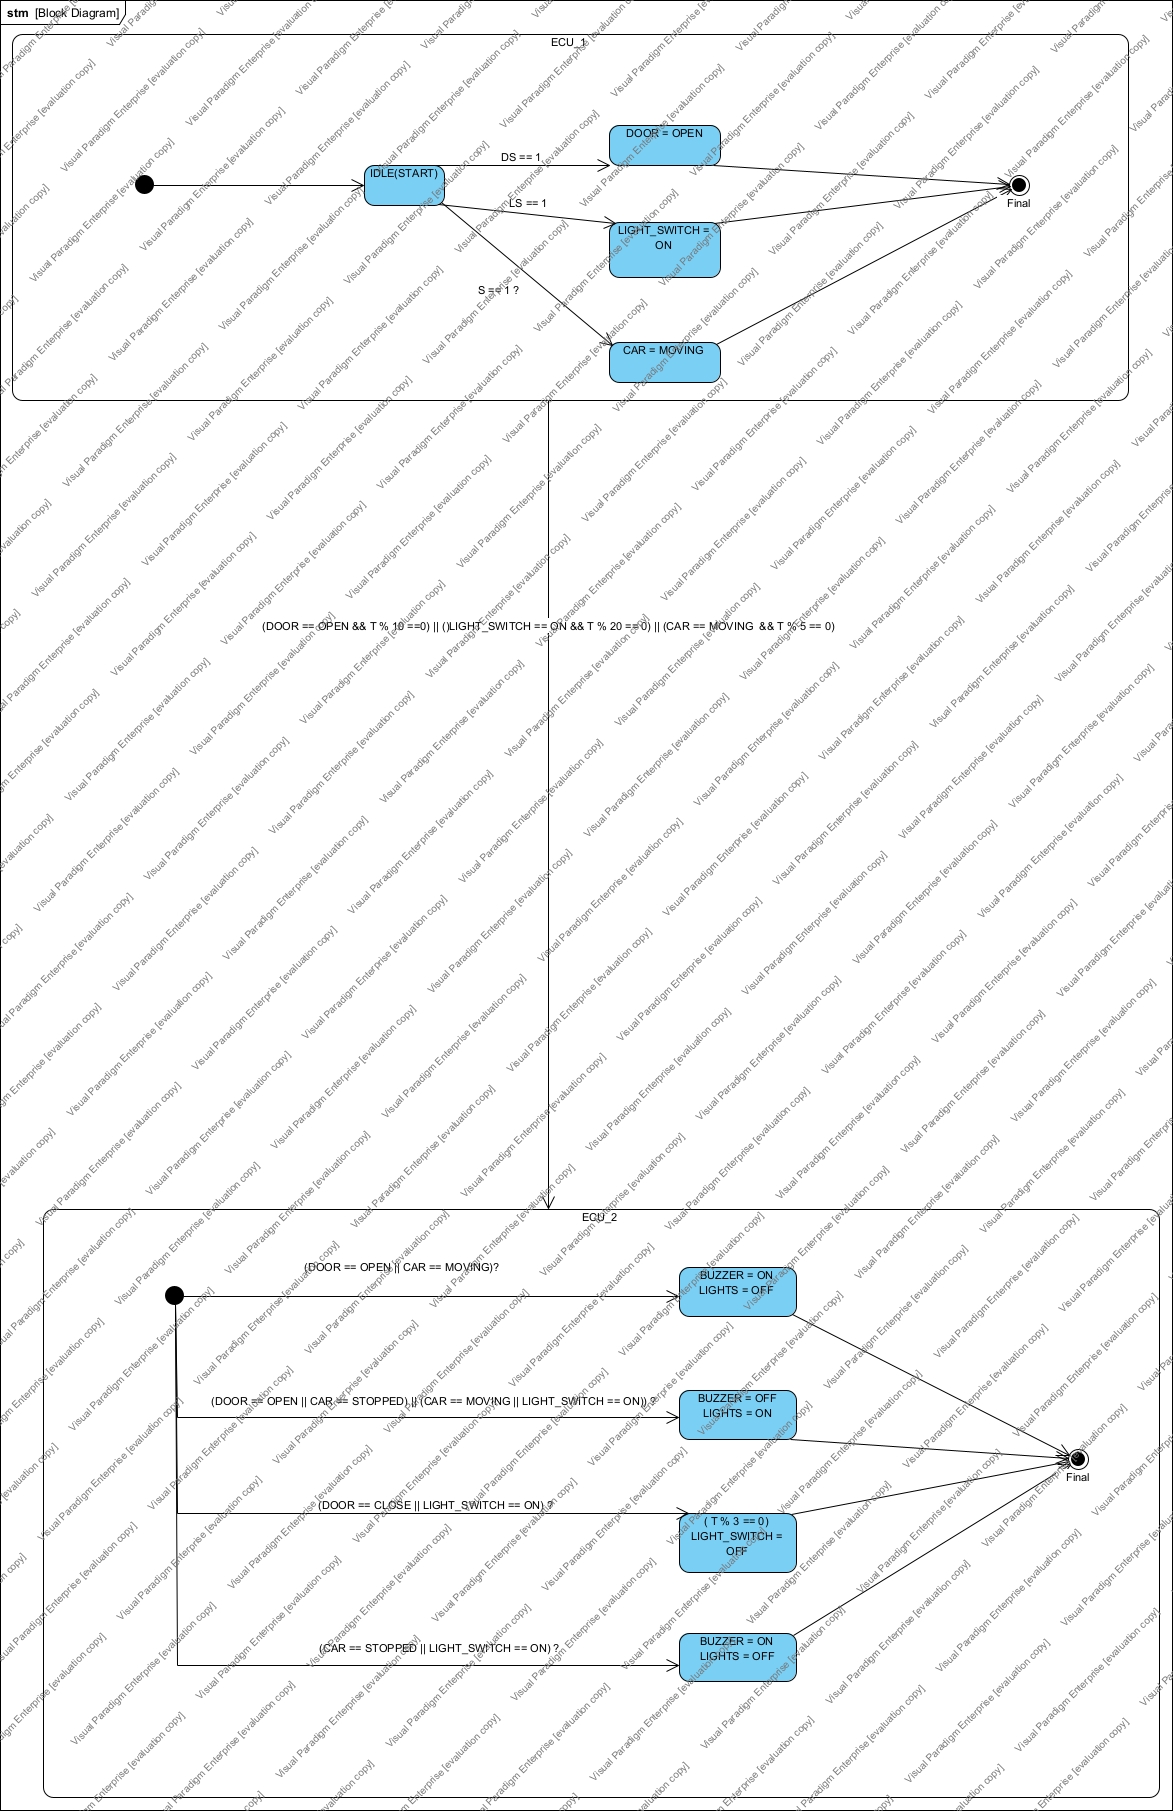 stm [Block Diagram]
ECU_1
DOOR = OPEN
DS == 1
IDLE(START)
LS == 1
Final
LIGHT_SWITCH =
ON
S == 1 ?
CAR = MOVING
(DOOR == OPEN && T % 10 ==0) || ()LIGHT_SWITCH == ON && T % 20 == 0) || (CAR == MOVING && T % 5 == 0)
ECU_2
(DOOR == OPEN || CAR == MOVING)?
BUZZER = ON
LIGHTS = OFF
(DOOR == OPEN || CAR == STOPPED) || (CAR == MOVING || LIGHT_SWITCH == ON)) ?
BUZZER = OFF
LIGHTS = ON
Final
(DOOR == CLOSE || LIGHT_SWITCH == ON) ?
( T % 3 == 0)
LIGHT_SWITCH =
OFF
(CAR == STOPPED || LIGHT_SWITCH == ON) ?
BUZZER = ON
LIGHTS = OFF
Visual Paradigm Enterprise [evaluation copy]